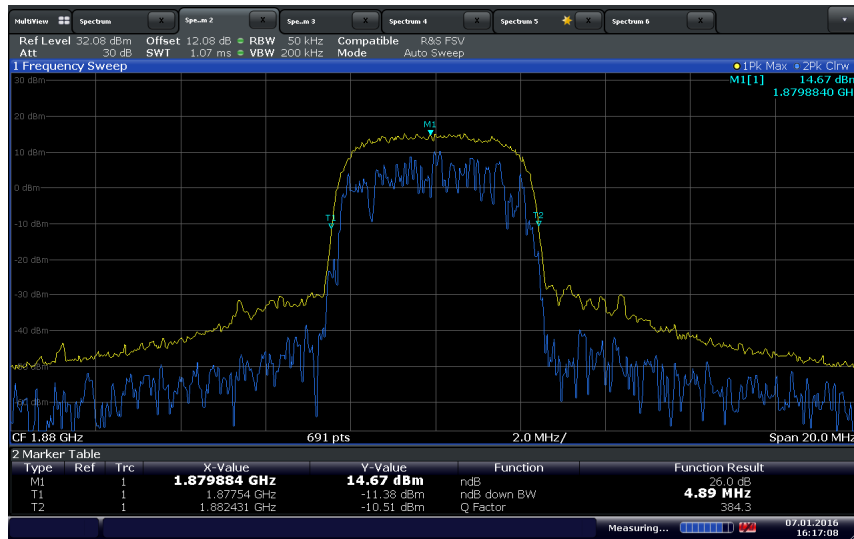 MultiView Spectrum X Spe..m 2 X Spe..m 3 X Spectrum 4 X Spectrum 5 X Spectrum 6 X
Ref Level 32.08 dBm Offset 12.08 dB RBW 50 kHz Compatible R&S FSV
Att 30 dB SWT 1.07 ms VBW 200 kHz Mode Auto Sweep
1 Frequency Sweep 1Pk Max 2Pk Clrw
30 dBm
M1[1] 14.67 dBm
1.8798840 GH
20 dBm
M1
10 dBm
0 dBm
T1 T2
-10 dBm
-20 dBm
-30 dBm
-40 dBm
CF 1.88 GHz 691 pts 2.0 MHz/ Span 20.0 MHz
2 Marker Table
Type Ref Trc X-Value Y-Value Function Function Result
M1 1 1.879884 GHz 14.67 dBm ndB 26.0 dB
T1 1 1.87754 GHz -11.38 dBm ndB down BW 4.89 MHz
T2 1 1.882431 GHz -10.51 dBm Q Factor 384.3
Measuring... 07.01.2016
16:17:08